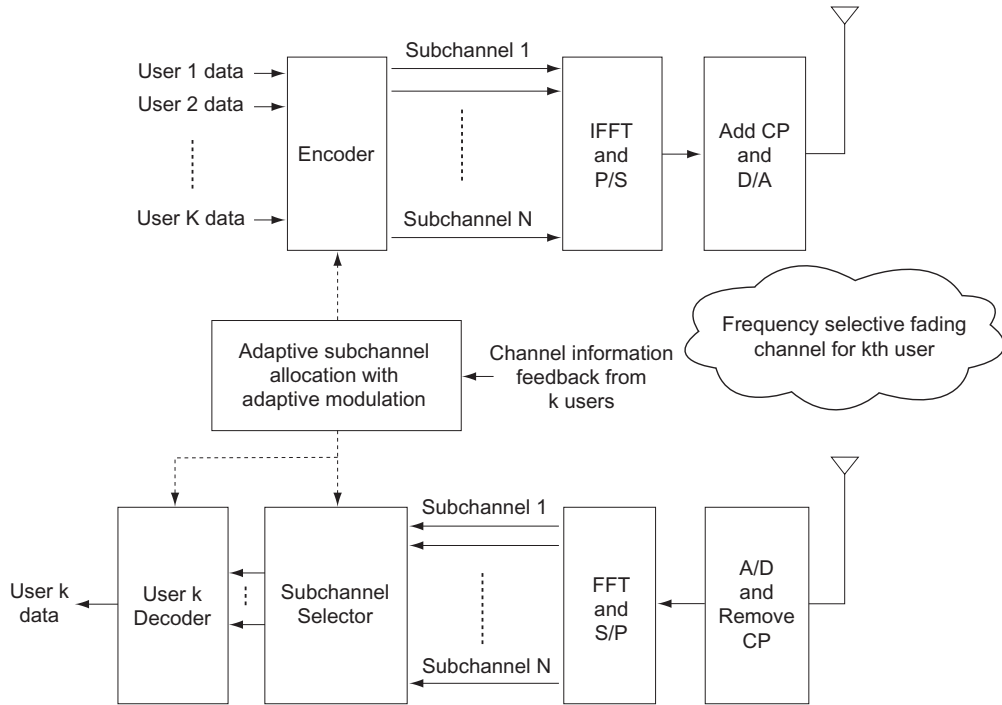 User 1 data
User 2 data
User K data
Encoder
Subchannel 1
Subchannel N
IFFT
and
P/S
Add CP
and
D/A
Adaptive subchannel
allocation with
adaptive modulation
Channel information
feedback from
k users
Frequency selective fading
channel for kth user
User k
data
User k
Decoder
Subchannel
Selector
Subchannel 1
Subchannel N
FFT
and
S/P
A/D
and
Remove
CP